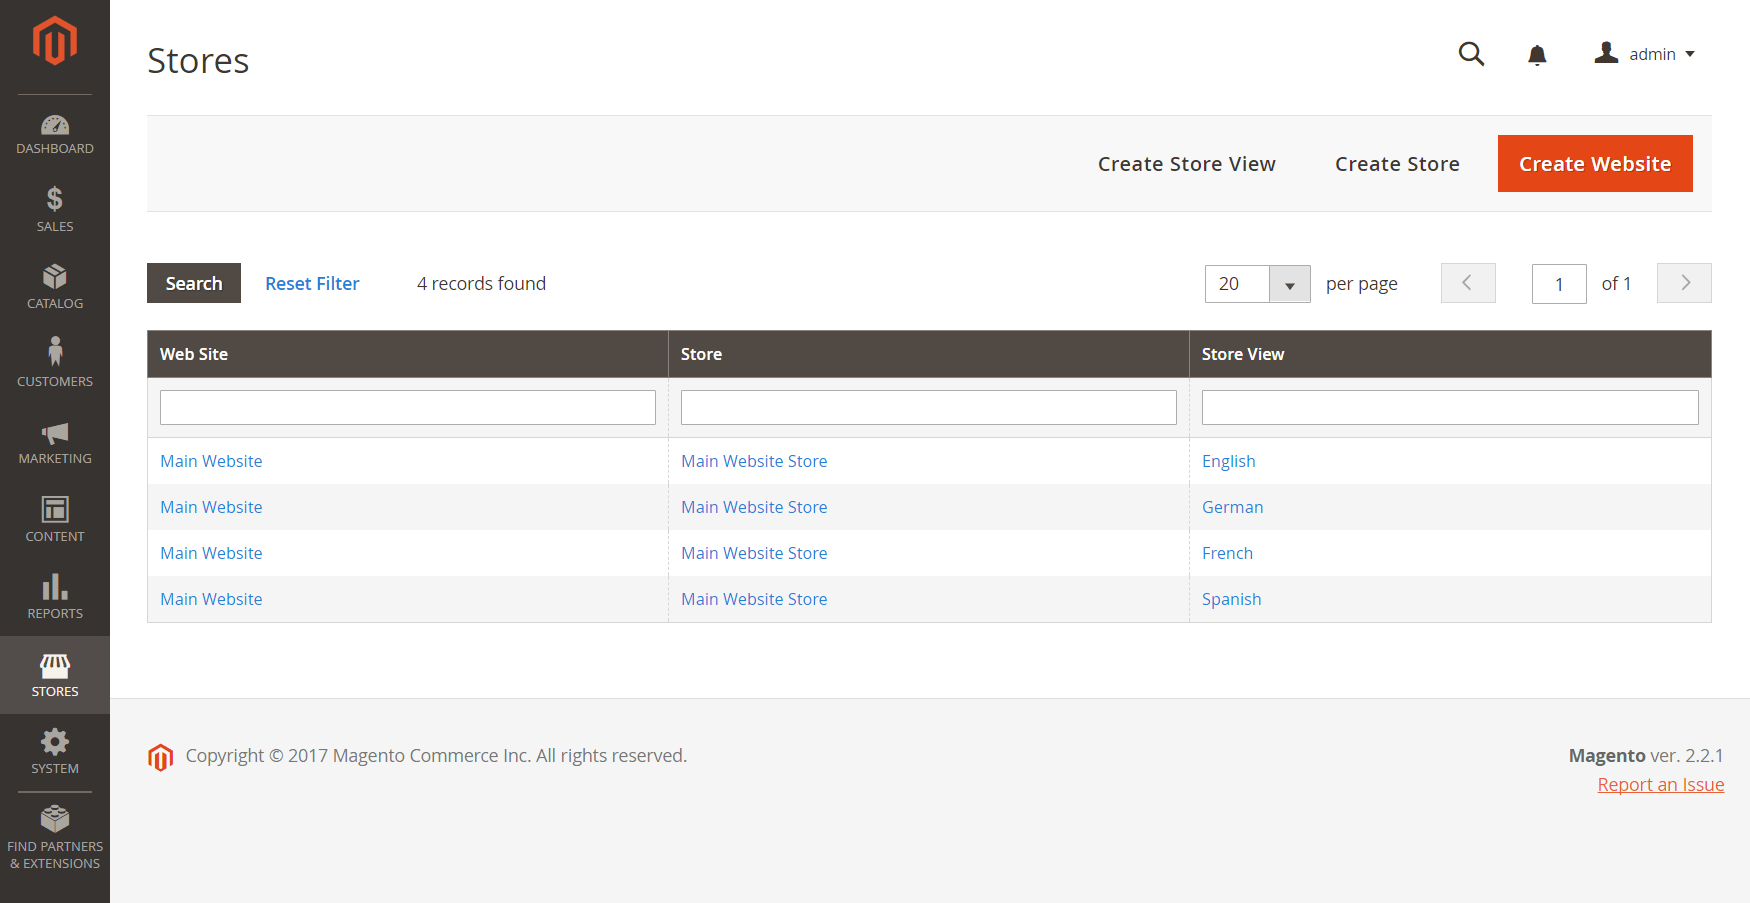 Stores
admin
DASHBOARD
SALES
CATALOG
CUSTOMERS
MARKETING
CONTENT
REPORTS
STORES
SYSTEM
FIND PARTNERS
& EXTENSIONS
Create Store View Create Store Create Website
Search Reset Filter 4 records found 20 per page 1 of 1
Web Site Store Store View
Main Website Main Website Store English
Main Website Main Website Store German
Main Website Main Website Store French
Main Website Main Website Store Spanish
Copyright © 2017 Magento Commerce Inc. All rights reserved. Magento ver. 2.2.1
Report an Issue